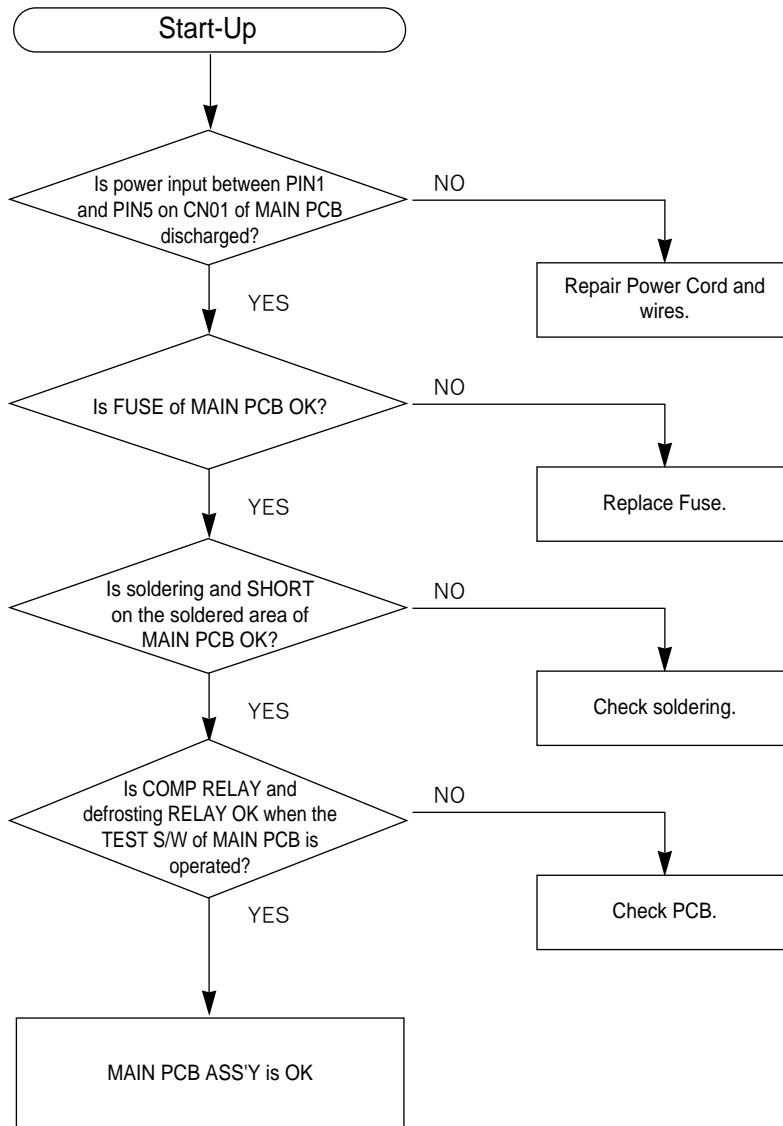 Start-Up
Is power input between PIN1
and PIN5 on CN01 of MAIN PCB
discharged?
NO
Repair Power Cord and
wires.
YES
Is FUSE of MAIN PCB OK?
NO
Replace Fuse.
YES
Is soldering and SHORT
on the soldered area of
MAIN PCB OK?
NO
Check soldering.
YES
Is COMP RELAY and
defrosting RELAY OK when the
TEST S/W of MAIN PCB is
operated?
NO
Check PCB.
YES
MAIN PCB ASS'Y is OK